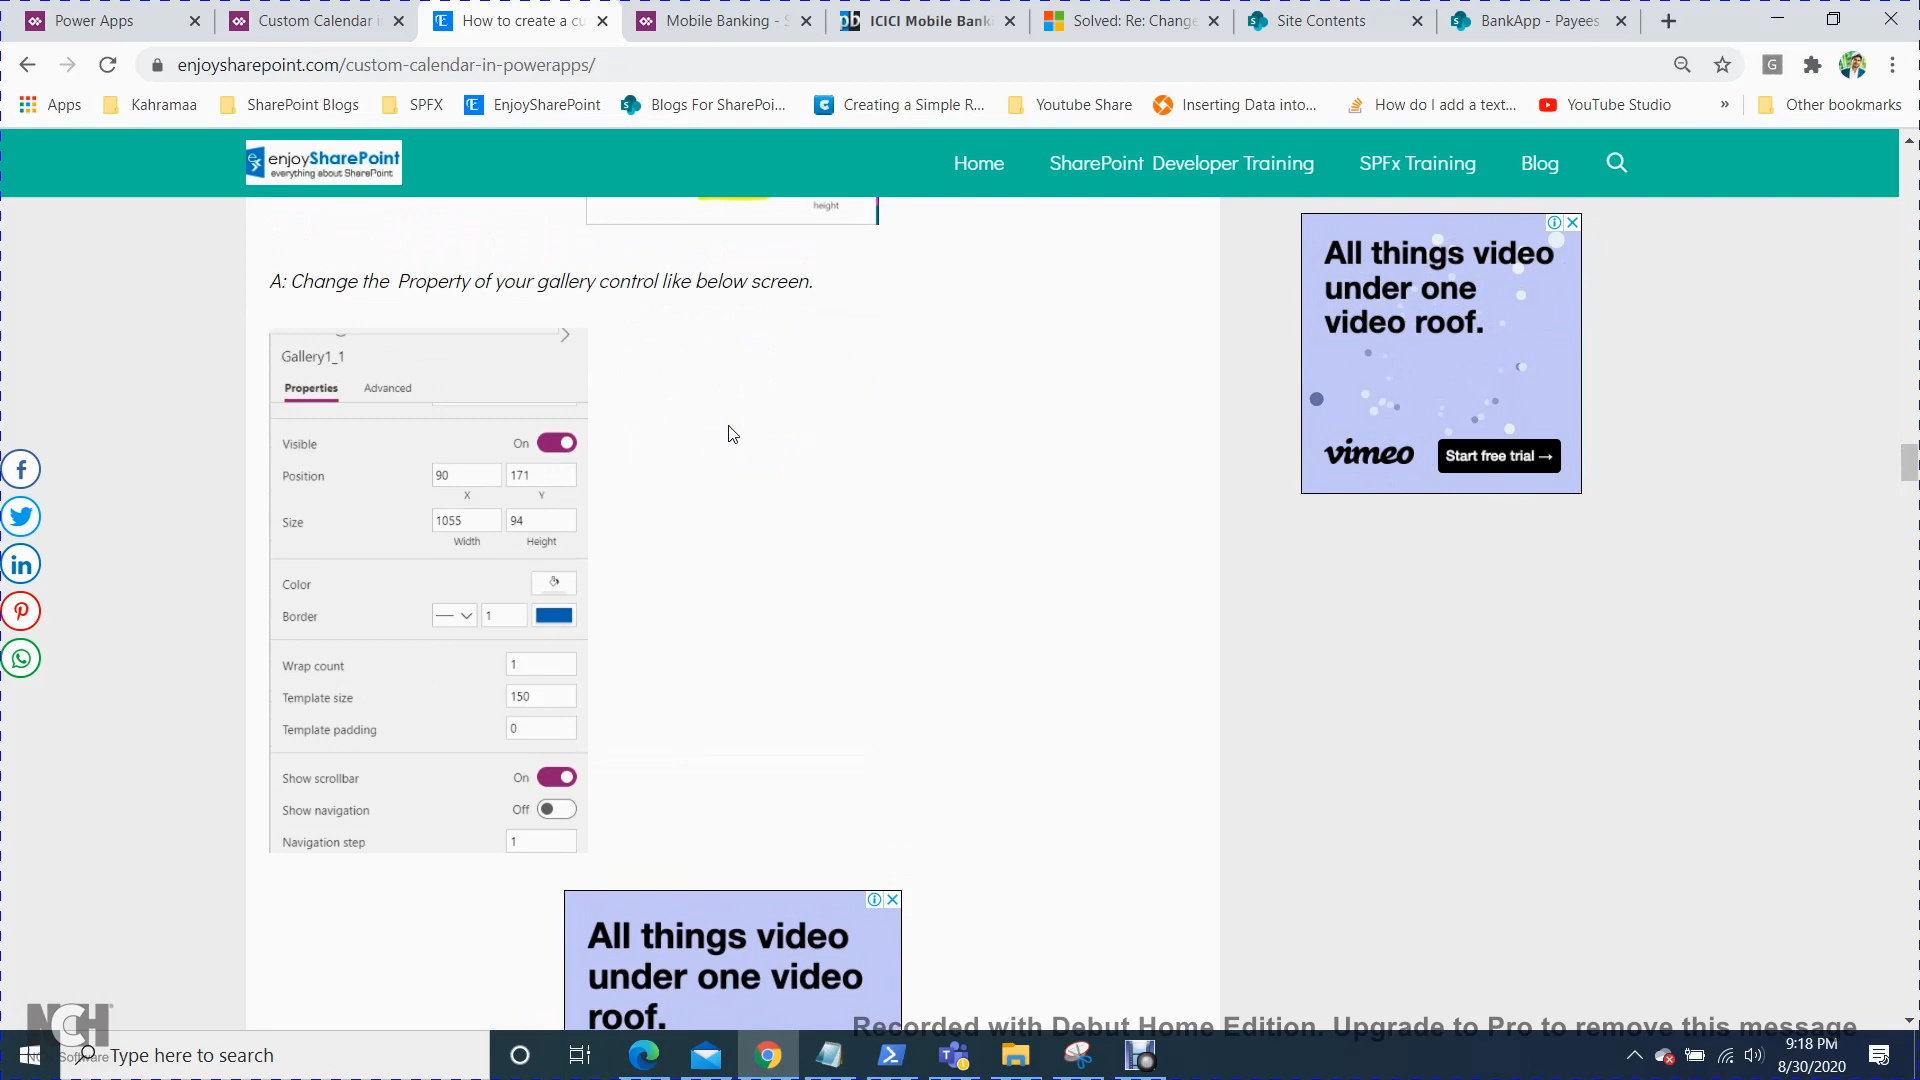 Power Apps
Custom Calendar i
How to create a cu
Mobile Banking - S
ICICI Mobile Bank
Solved: Re: Change
Site Contents
BankApp - Payees
enjoysharepoint.com/custom-calendar-in-powerapps/
G
Apps
Kahramaa
SharePoint Blogs
SPFX
EnjoySharePoint
Blogs For SharePoi...
Creating a Simple R...
Youtube Share
Inserting Data into...
How do I add a text...
YouTube Studio
»
Other bookmarks
enjoySharePoint
everything about SharePoint
Home
SharePoint Developer Training
SPFx Training
Blog
height
A: Change the Property of your gallery control like below screen.
Gallery1_1
Properties Advanced
Visible On
Position 90 171
X Y
Size 1055 94
Width Height
Color
Border 1
Wrap count 1
Template size 150
Template padding 0
Show scrollbar On
Show navigation Off
Navigation step 1
All things video
under one
video roof.
vimeo
Start free trial →
All things video
under one video
roof.
NCH
NCH Software
Recorded with Debut Home Edition. Upgrade to Pro to remove this message
Type here to search
9:18 PM
8/30/2020